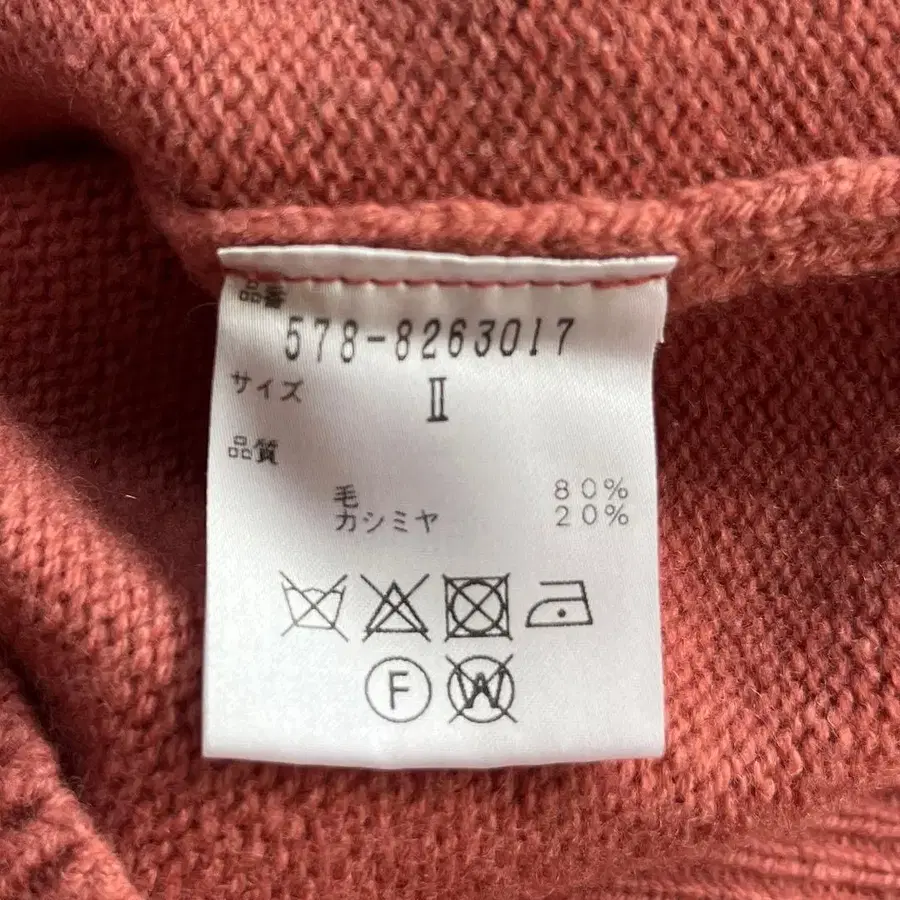 品番
578-8263017
サイズ II
品質
毛 80%
カシミヤ 20%
F W